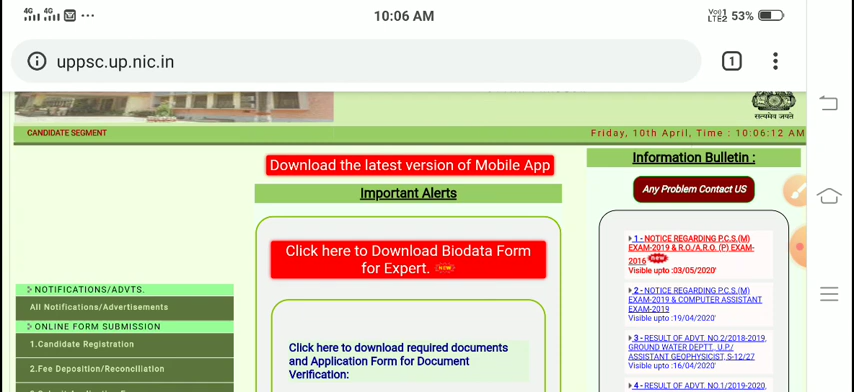 4G 4G
10:06 AM
Vo)) 1 LTE2 53%
uppsc.up.nic.in
1
सत्यमेव जयते
CANDIDATE SEGMENT
Friday, 10th April, Time : 10:06:12 AM
Download the latest version of Mobile App
Important Alerts
Click here to Download Biodata Form
for Expert. new
Click here to download required documents
and Application Form for Document
Verification:
NOTIFICATIONS/ADVTS.
All Notifications/Advertisements
ONLINE FORM SUBMISSION
1.Candidate Registration
2.Fee Deposition/Reconciliation
Information Bulletin :
Any Problem Contact US
1 - NOTICE REGARDING P.C.S.(M)
EXAM-2019 & R.O./A.R.O. (P) EXAM-
2016 new
Visible upto :03/05/2020'
2 - NOTICE REGARDING P.C.S.(M)
EXAM-2019 & COMPUTER ASSISTANT
EXAM-2019
Visible upto :19/04/2020'
3 - RESULT OF ADVT. NO.2/2018-2019,
GROUND WATER DEPTT., U.P./
ASSISTANT GEOPHYSICIST, S-12/27
Visible upto :16/04/2020'
4 - RESULT OF ADVT. NO.1/2019-2020,